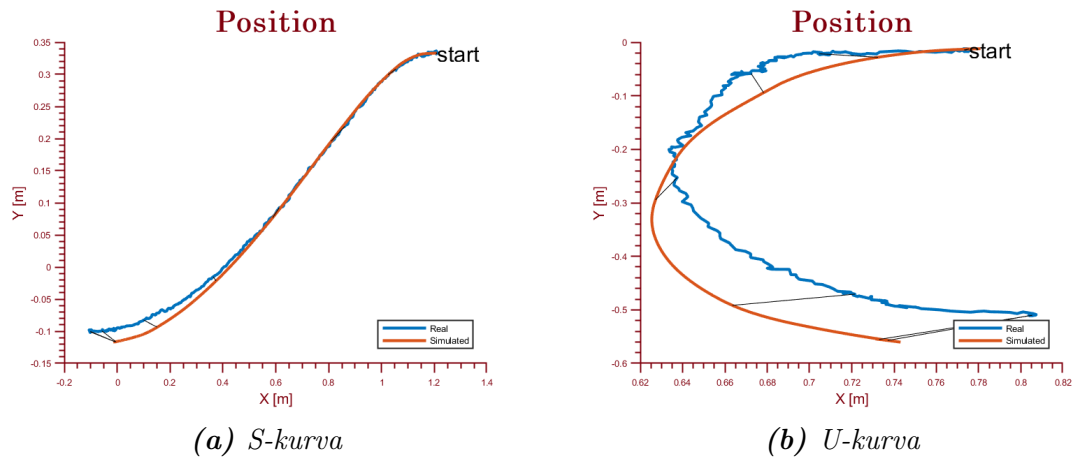 Position
0.35
0.3
0.25
0.2
0.15
0.1
0.05
0
-0.05
-0.1
-0.15
Y [m]
start
Real
Simulated
-0.2 0 0.2 0.4 0.6 0.8 1 1.2 1.4
X [m]
(a) S-kurva
Position
0
-0.1
-0.2
-0.3
-0.4
-0.5
-0.6
Y [m]
start
Real
Simulated
0.62 0.64 0.66 0.68 0.7 0.72 0.74 0.76 0.78 0.8 0.82
X [m]
(b) U-kurva